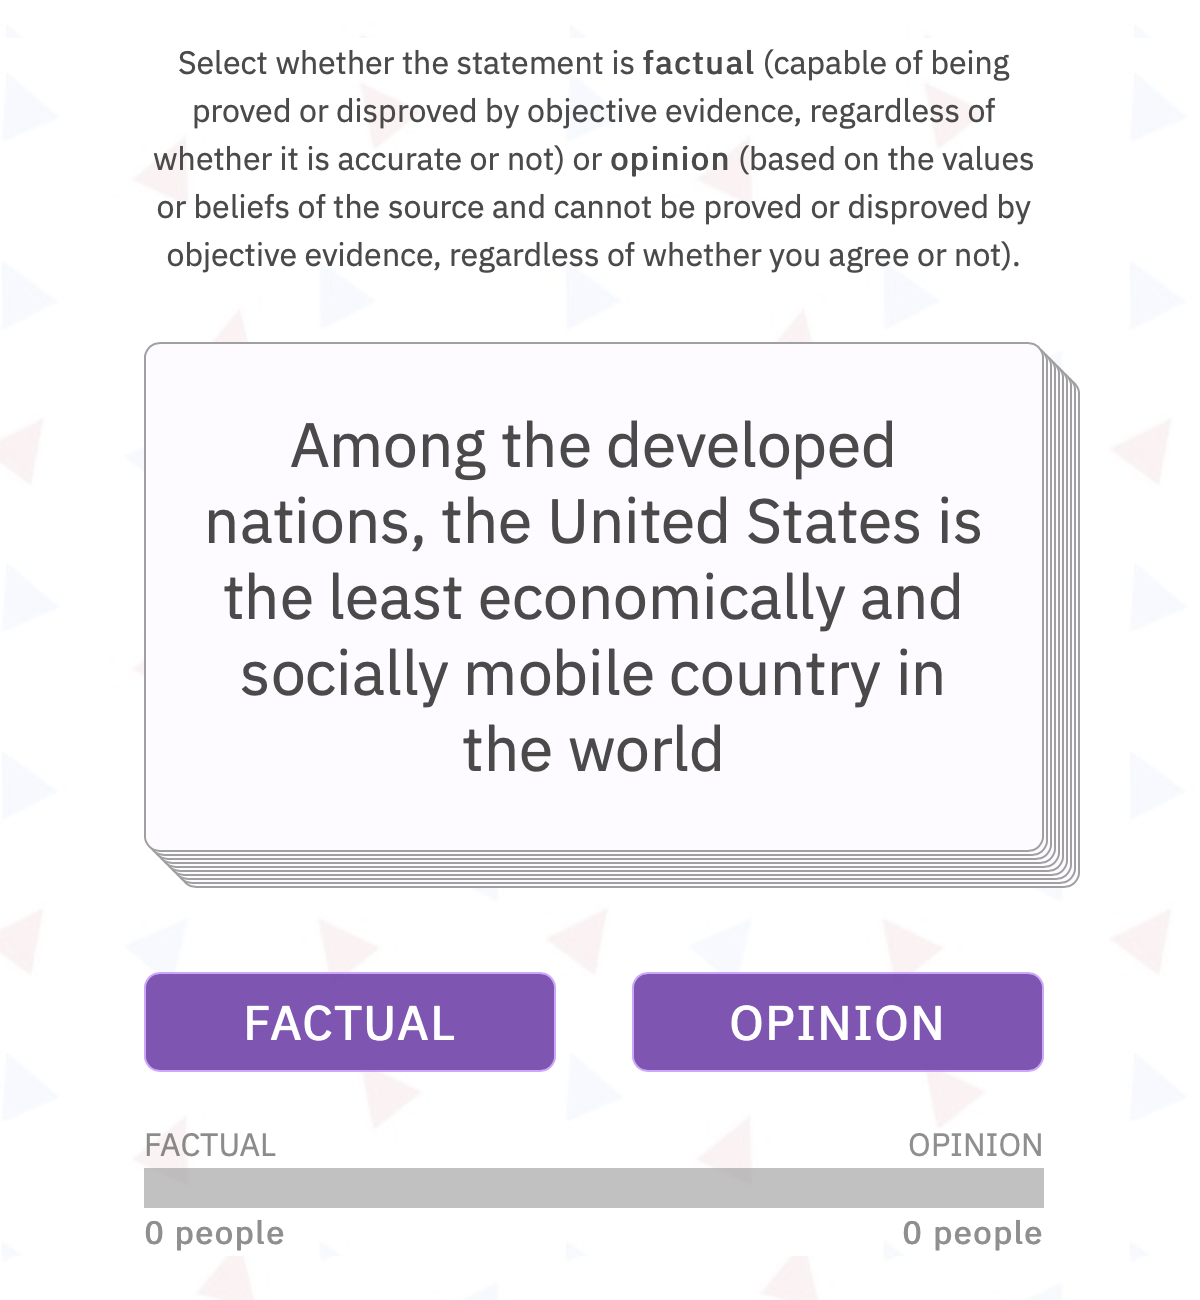 Select whether the statement is factual (capable of being
proved or disproved by objective evidence, regardless of
whether it is accurate or not) or opinion (based on the values
or beliefs of the source and cannot be proved or disproved by
objective evidence, regardless of whether you agree or not).
Among the developed
nations, the United States is
the least economically and
socially mobile country in
the world
FACTUAL
OPINION
FACTUAL
OPINION
0 people
0 people